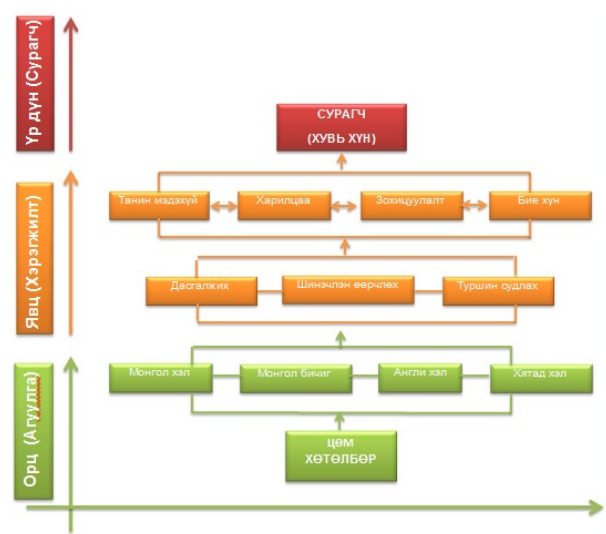 Үр дүн (Сурагч)
СУРАГЧ
(ХУВЬ ХҮН)
Явц (Хэрэгжилт)
Танин мэдэхүй
Харилцаа
Зохицуулалт
Бие хүн
Дасгалжих
Шинэчлэн өөрчлөх
Туршин судлах
Орц (Агуулга)
Монгол хэл
Монгол бичиг
Англи хэл
Хятад хэл
ЦӨМ
ХӨТӨЛБӨР